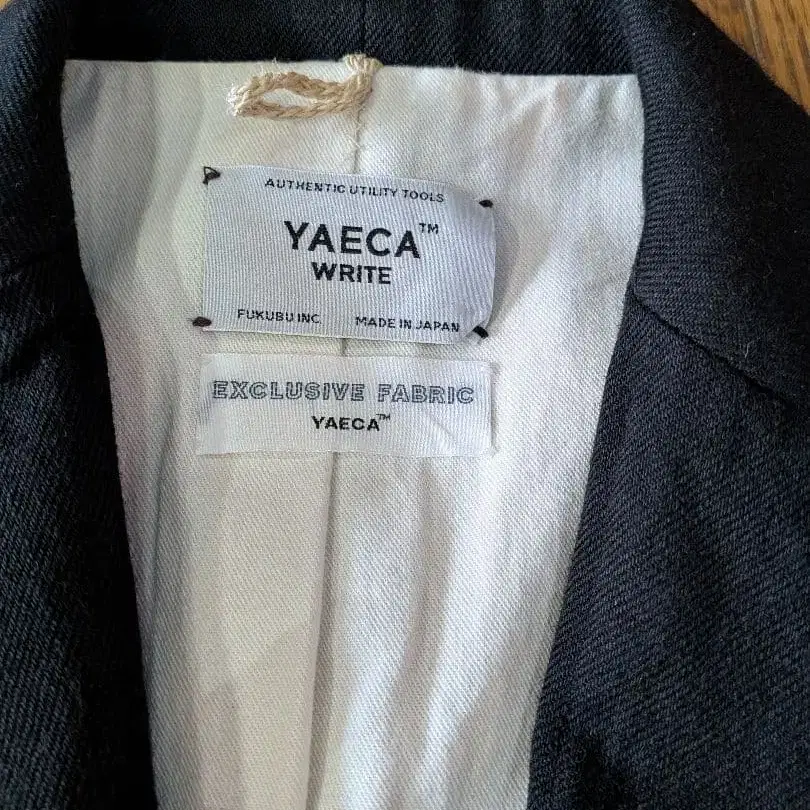 AUTHENTIC UTILITY TOOLS
YAECA™
WRITE
FUKUBU INC. MADE IN JAPAN
EXCLUSIVE FABRIC
YAECA™